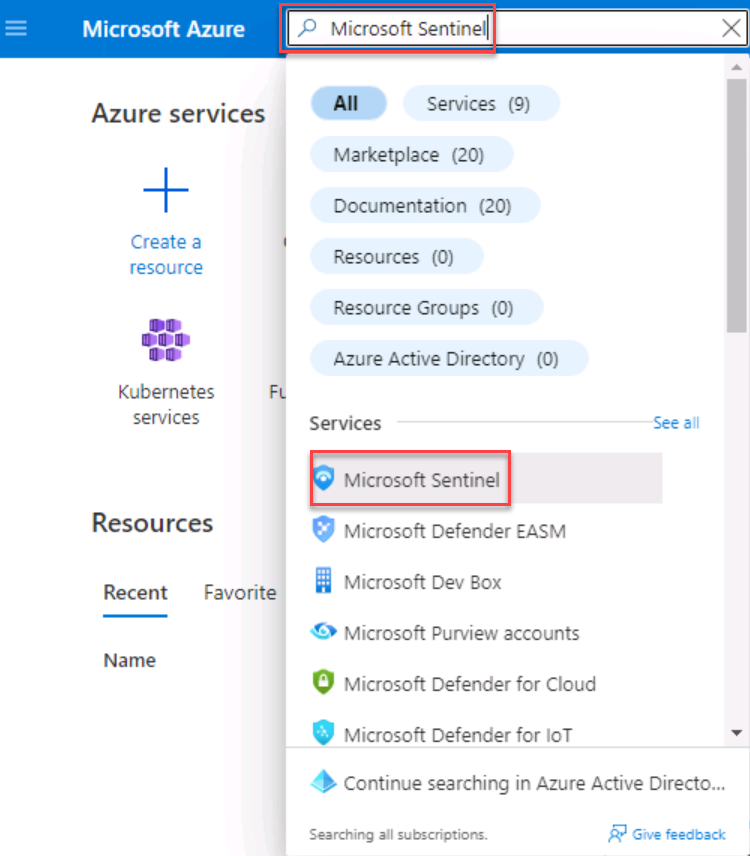 Microsoft Azure
Microsoft Sentinel
Azure services
Create a
resource
Kubernetes
services
Fu
Resources
Recent Favorite
Name
All Services (9)
Marketplace (20)
Documentation (20)
Resources (0)
Resource Groups (0)
Azure Active Directory (0)
Services See all
Microsoft Sentinel
Microsoft Defender EASM
Microsoft Dev Box
Microsoft Purview accounts
Microsoft Defender for Cloud
Microsoft Defender for IoT
Continue searching in Azure Active Directo...
Searching all subscriptions. Give feedback